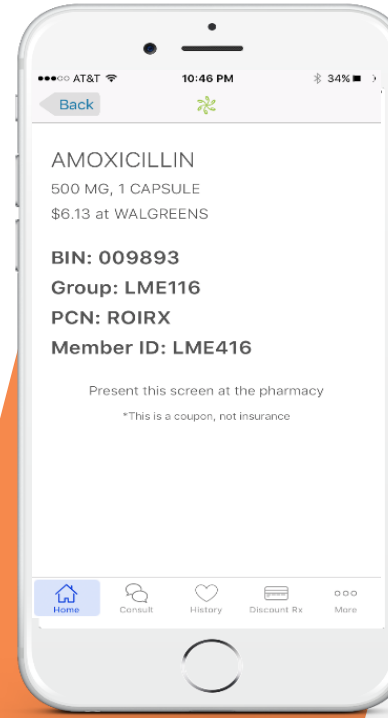 AT&T 10:46 PM 34%
Back
AMOXICILLIN
500 MG, 1 CAPSULE
$6.13 at WALGREENS
BIN: 009893
Group: LME116
PCN: ROIRX
Member ID: LME416
Present this screen at the pharmacy
*This is a coupon, not insurance
Home Consult History Discount Rx More